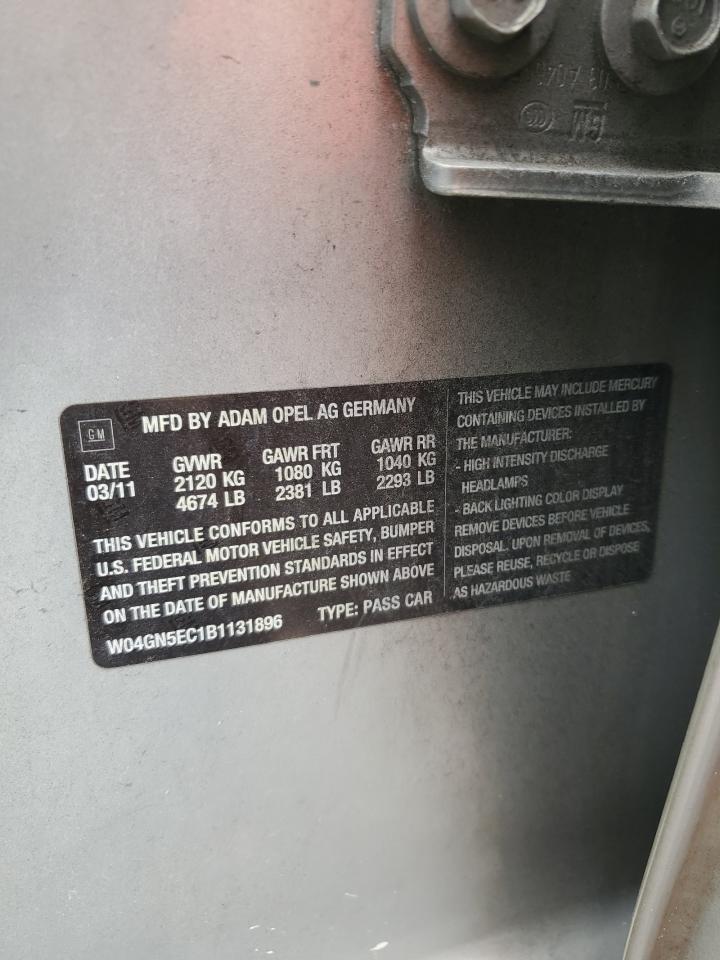 GM
GM
MFD BY ADAM OPEL AG GERMANY
DATE
03/11
GVWR
2120 KG
4674 LB
GAWR FRT
1080 KG
2381 LB
GAWR RR
1040 KG
2293 LB
THIS VEHICLE CONFORMS TO ALL APPLICABLE
U.S. FEDERAL MOTOR VEHICLE SAFETY, BUMPER
AND THEFT PREVENTION STANDARDS IN EFFECT
ON THE DATE OF MANUFACTURE SHOWN ABOVE
W04GN5EC1B1131896 TYPE: PASS CAR
THIS VEHICLE MAY INCLUDE MERCURY
CONTAINING DEVICES INSTALLED BY
THE MANUFACTURER:
- HIGH INTENSITY DISCHARGE
HEADLAMPS
- BACK LIGHTING COLOR DISPLAY
REMOVE DEVICES BEFORE VEHICLE
DISPOSAL. UPON REMOVAL OF DEVICES,
PLEASE REUSE, RECYCLE OR DISPOSE
AS HAZARDOUS WASTE